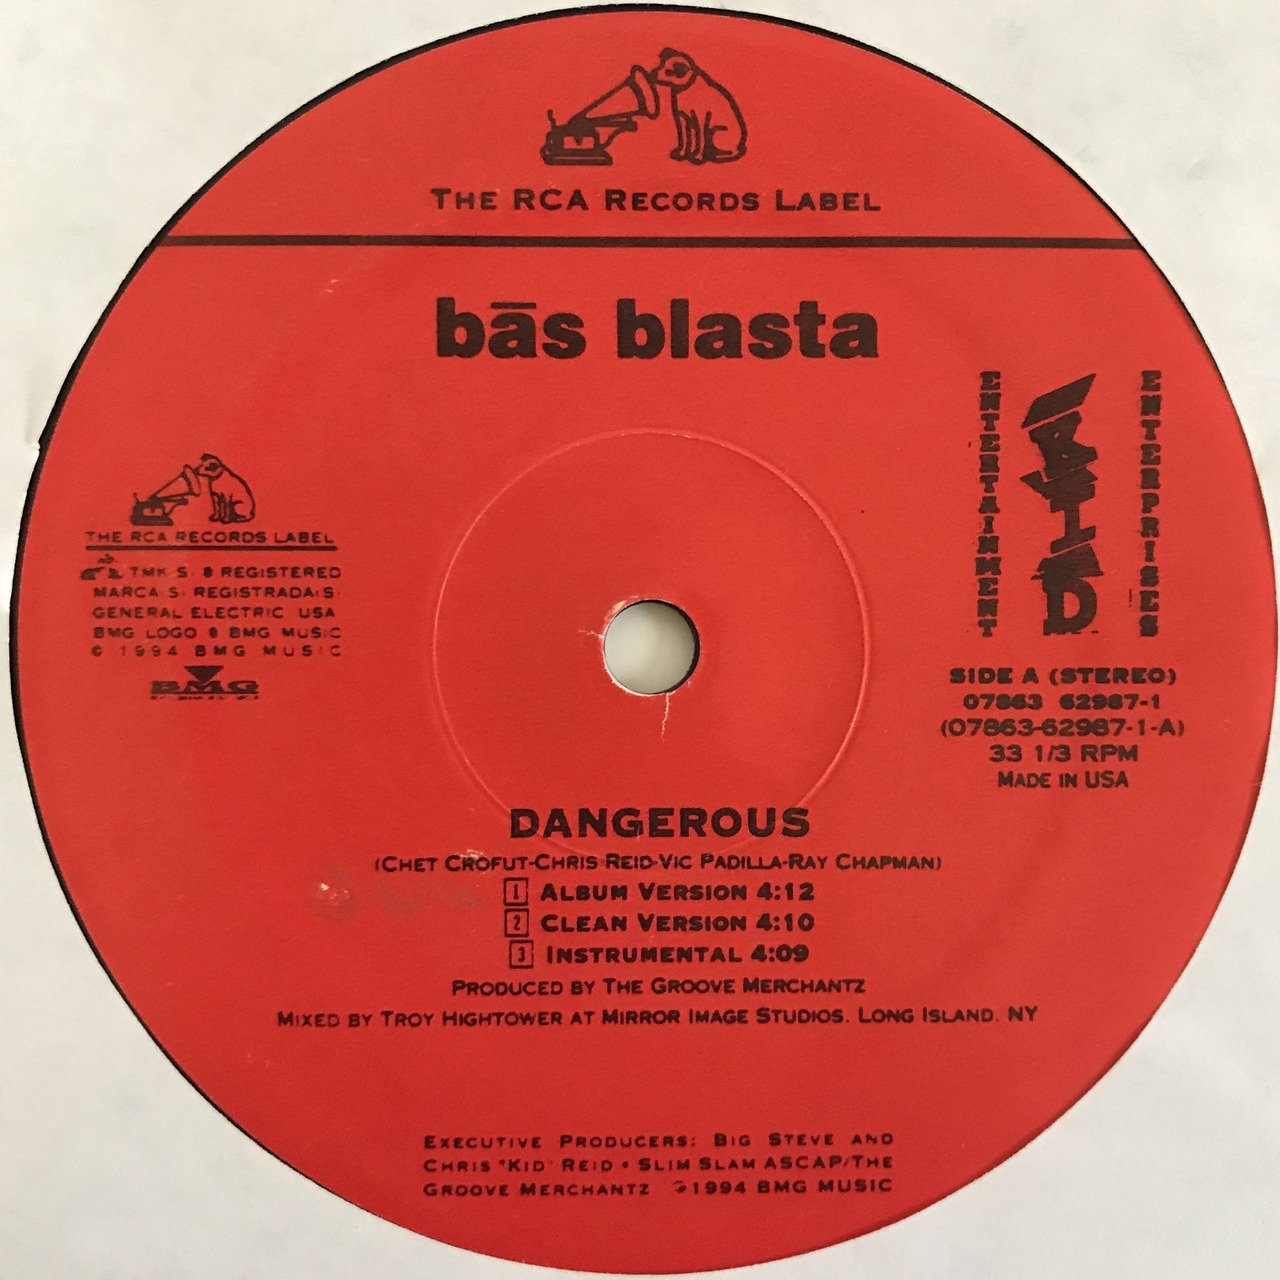 THE RCA RECORDS LABEL
bās blasta
ENTERTAINMENT
KID
ENTERPRISES
THE RCA RECORDS LABEL
TMK(S) ® REGISTERED
MARCA(S) REGISTRADA(S)
GENERAL ELECTRIC USA
BMG LOGO ® BMG MUSIC
© 1994 BMG MUSIC
BMG
SIDE A (STEREO)
07863 62987-1
(07863-62987-1-A)
33 1/3 RPM
MADE IN USA
DANGEROUS
(CHET CROFUT-CHRIS REID-VIC PADILLA-RAY CHAPMAN)
1 ALBUM VERSION 4:12
2 CLEAN VERSION 4:10
3 INSTRUMENTAL 4:09
PRODUCED BY THE GROOVE MERCHANTZ
MIXED BY TROY HIGHTOWER AT MIRROR IMAGE STUDIOS, LONG ISLAND, NY
EXECUTIVE PRODUCERS: BIG STEVE AND
CHRIS "KID" REID • SLIM SLAM ASCAP/THE
GROOVE MERCHANTZ ℗1994 BMG MUSIC